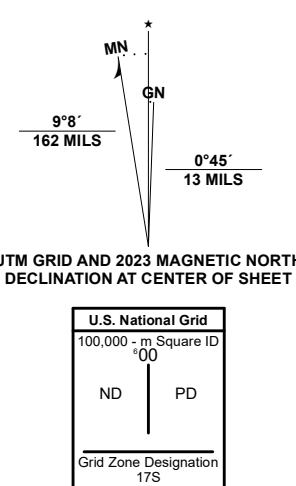 ★
MN
GN
9°8´
162 MILS
0°45´
13 MILS
UTM GRID AND 2023 MAGNETIC NORTH
DECLINATION AT CENTER OF SHEET
U.S. National Grid
100,000 - m Square ID
⁶00
ND PD
Grid Zone Designation
17S